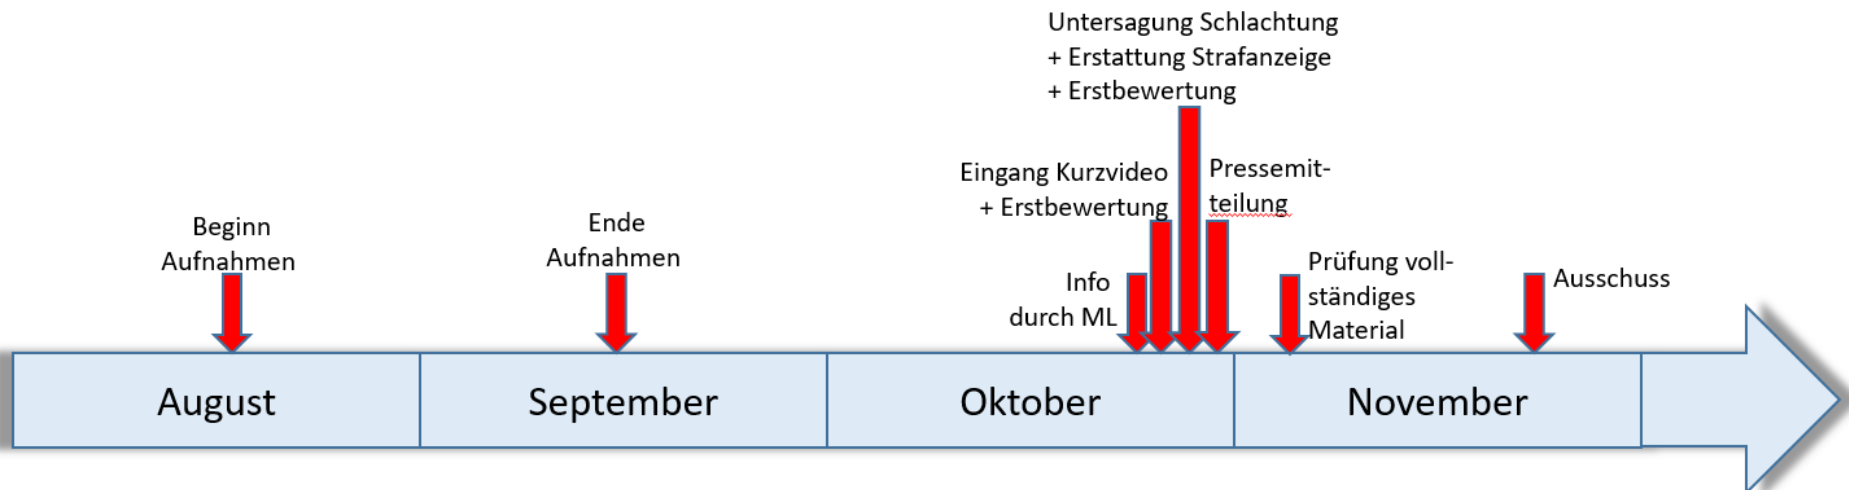 Untersagung Schlachtung
+ Erstattung Strafanzeige
+ Erstbewertung
Eingang Kurzvideo
+ Erstbewertung
Pressemit-
teilung
Beginn
Aufnahmen
Ende
Aufnahmen
Info
durch ML
Prüfung voll-
ständiges
Material
Ausschuss
August
September
Oktober
November